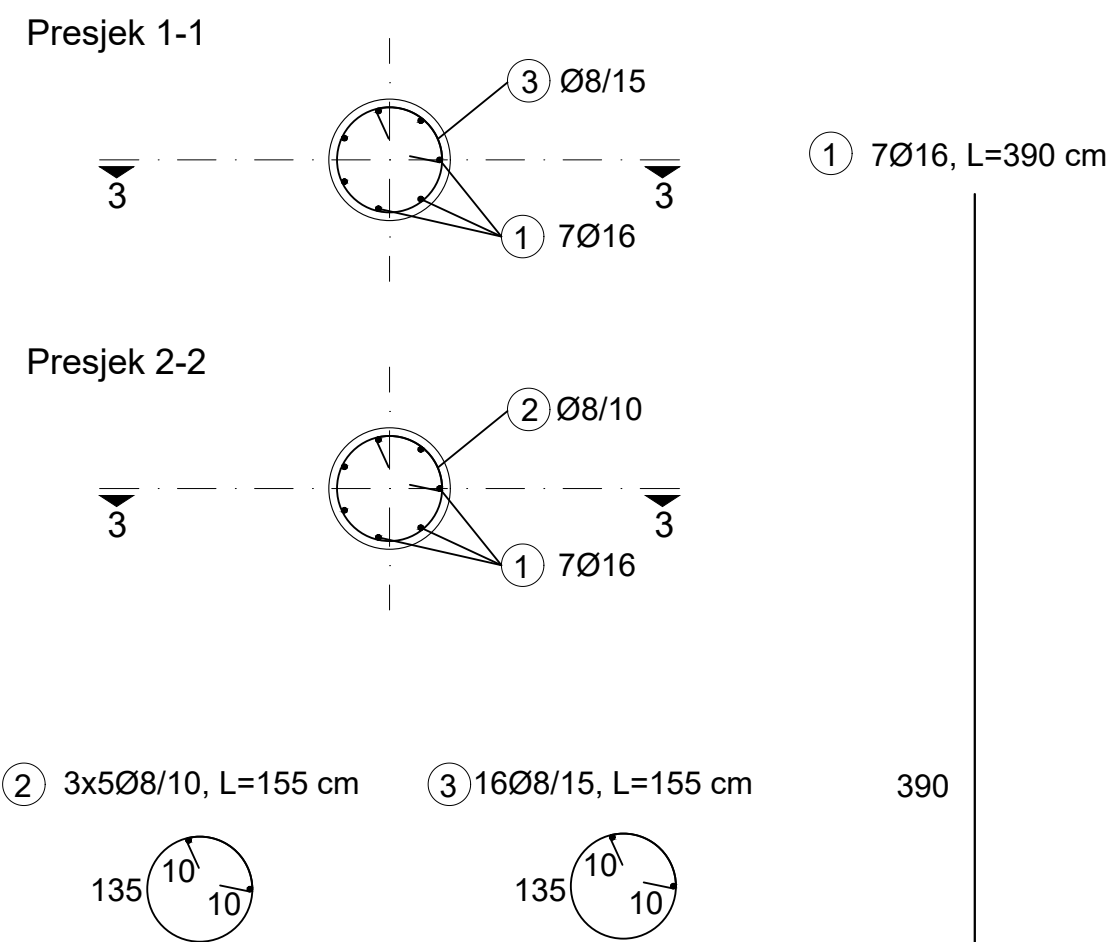 Presjek 1-1
3 Ø8/15
1 7Ø16, L=390 cm
3 3
1 7Ø16
Presjek 2-2
2 Ø8/10
3 3
1 7Ø16
2 3x5Ø8/10, L=155 cm
3 16Ø8/15, L=155 cm
390
135 10 10
135 10 10